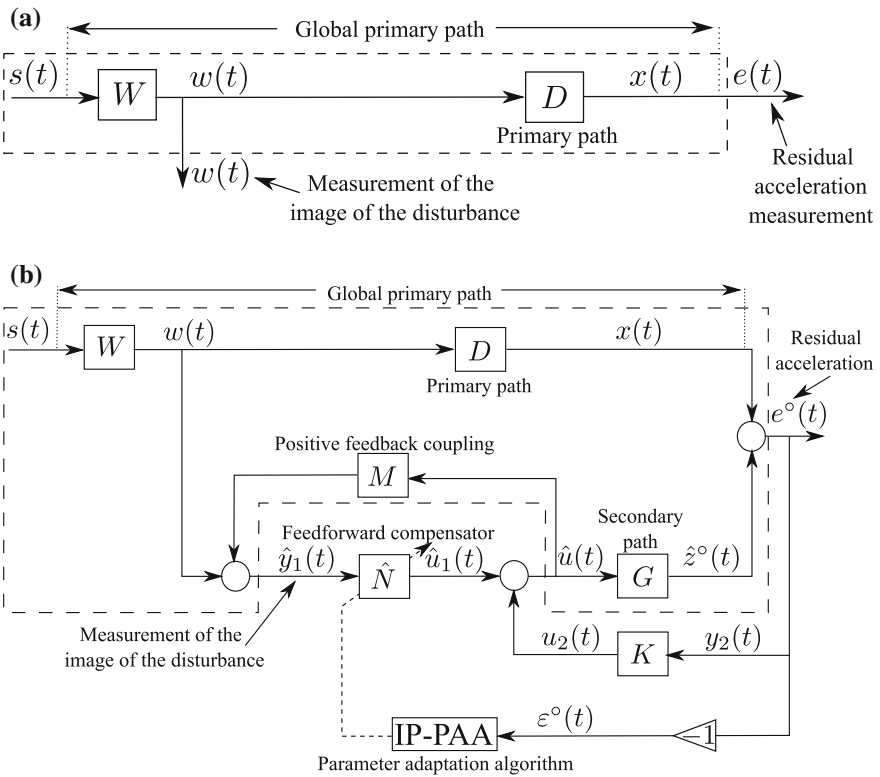 (a)
Global primary path
s(t)
W
w(t)
D
x(t)
e(t)
Primary path
w(t)
Measurement of the
image of the disturbance
Residual
acceleration
measurement
(b)
Global primary path
s(t)
W
w(t)
D
x(t)
Primary path
Residual
acceleration
e°(t)
Positive feedback coupling
M
Feedforward compensator
Secondary
path
ŷ₁(t)
N̂
û₁(t)
û(t)
G
ẑ°(t)
Measurement of the
image of the disturbance
u₂(t)
K
y₂(t)
IP-PAA
ε°(t)
−1
Parameter adaptation algorithm